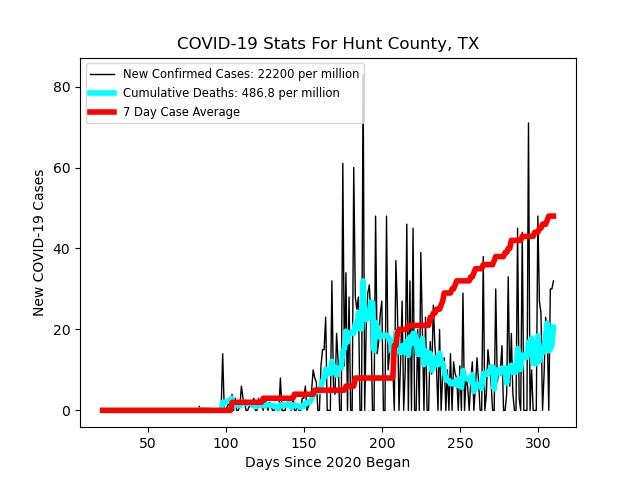 COVID-19 Stats For Hunt County, TX
New Confirmed Cases: 22200 per million
Cumulative Deaths: 486.8 per million
7 Day Case Average
New COVID-19 Cases
80
60
40
20
0
50 100 150 200 250 300
Days Since 2020 Began